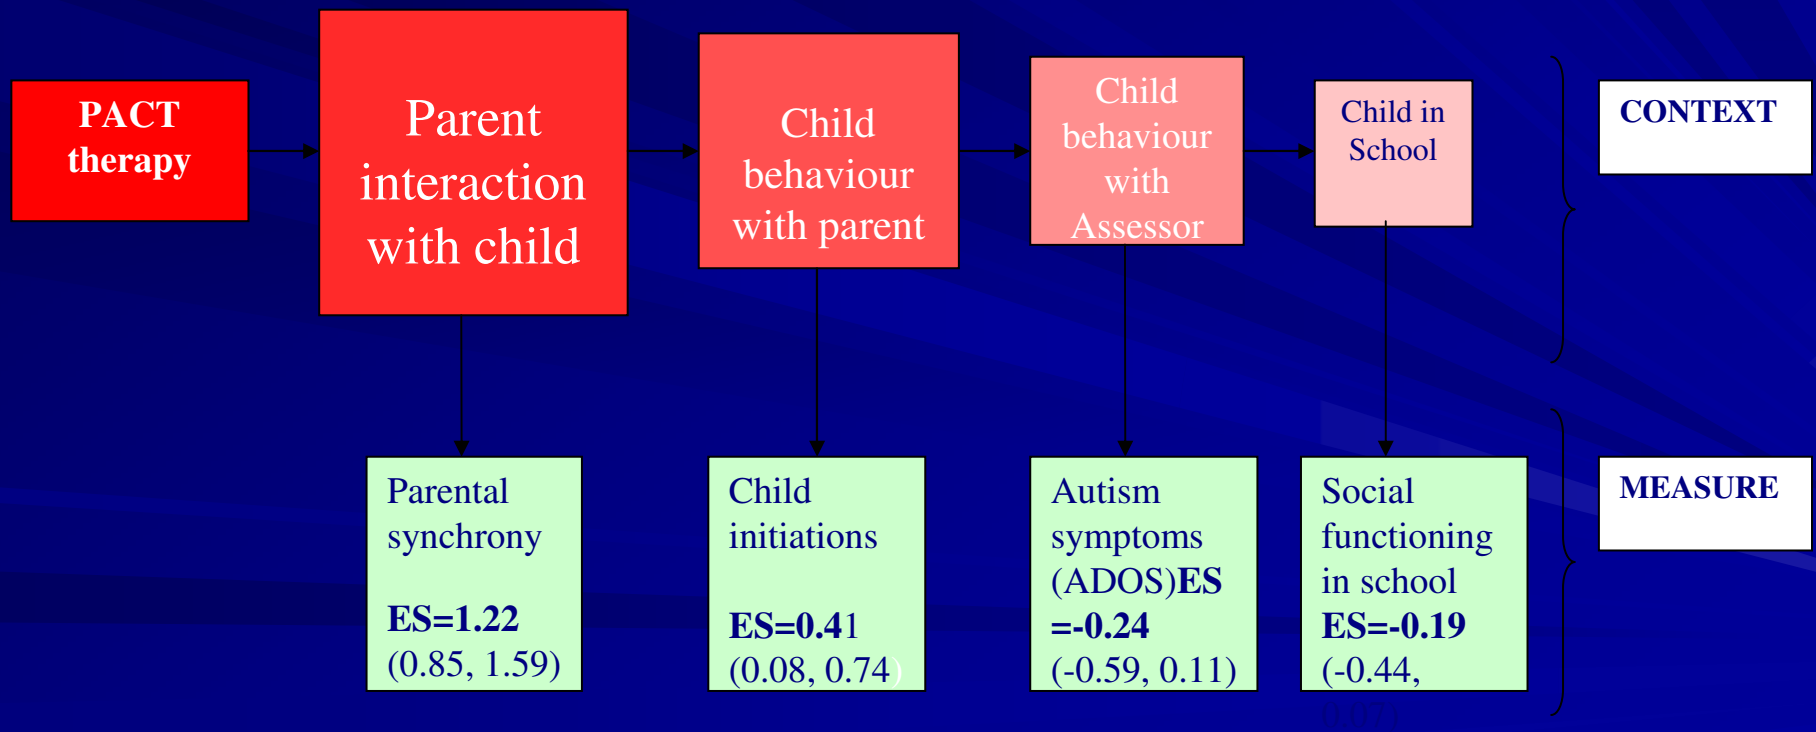 PACT
therapy
Parent
interaction
with child
Child
behaviour
with parent
Child
behaviour
with
Assessor
Child in
School
CONTEXT
Parental
synchrony
ES=1.22
(0.85, 1.59)
Child
initiations
ES=0.41
(0.08, 0.74)
Autism
symptoms
(ADOS)ES
=-0.24
(-0.59, 0.11)
Social
functioning
in school
ES=-0.19
(-0.44,
MEASURE